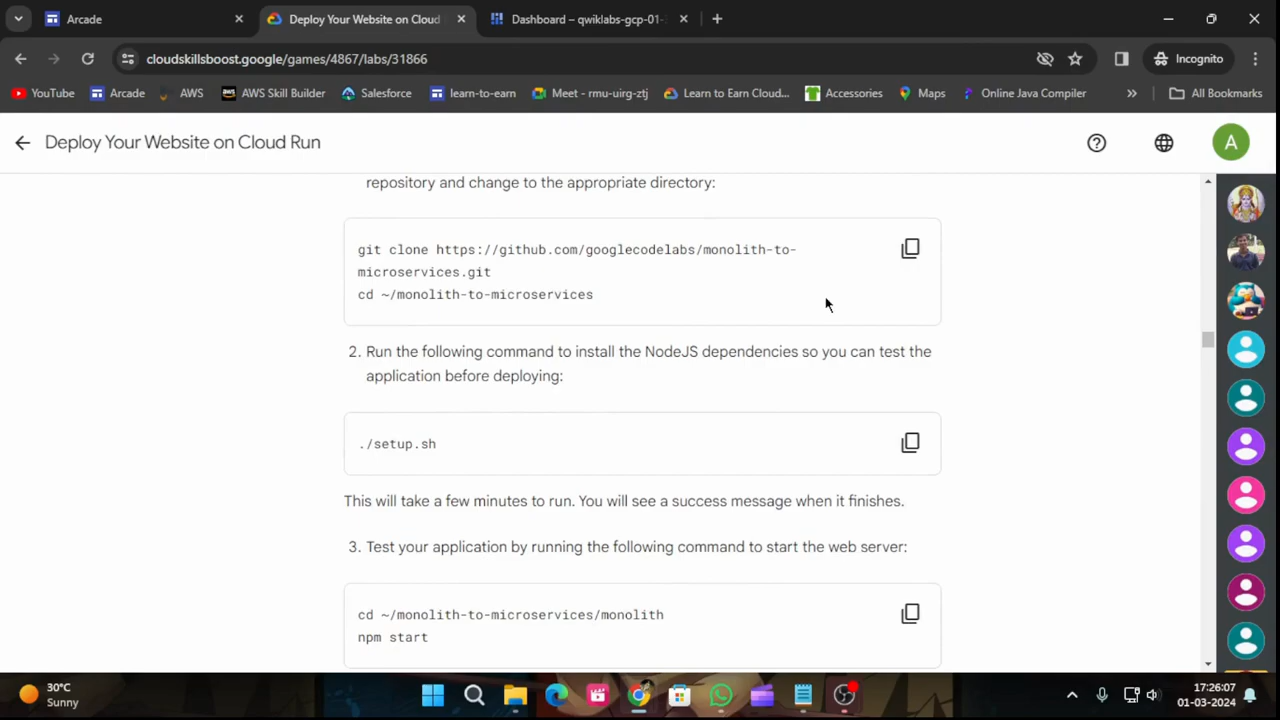 Arcade
Deploy Your Website on Cloud
Dashboard – qwiklabs-gcp-01-
cloudskillsboost.google/games/4867/labs/31866
Incognito
YouTube
Arcade
AWS
AWS Skill Builder
Salesforce
learn-to-earn
Meet - rmu-uirg-ztj
Learn to Earn Cloud...
Accessories
Maps
Online Java Compiler
»
All Bookmarks
Deploy Your Website on Cloud Run
A
repository and change to the appropriate directory:
git clone https://github.com/googlecodelabs/monolith-to-
microservices.git
cd ~/monolith-to-microservices
2. Run the following command to install the NodeJS dependencies so you can test the
application before deploying:
./setup.sh
This will take a few minutes to run. You will see a success message when it finishes.
3. Test your application by running the following command to start the web server:
cd ~/monolith-to-microservices/monolith
npm start
30°C
Sunny
17:26:07
01-03-2024